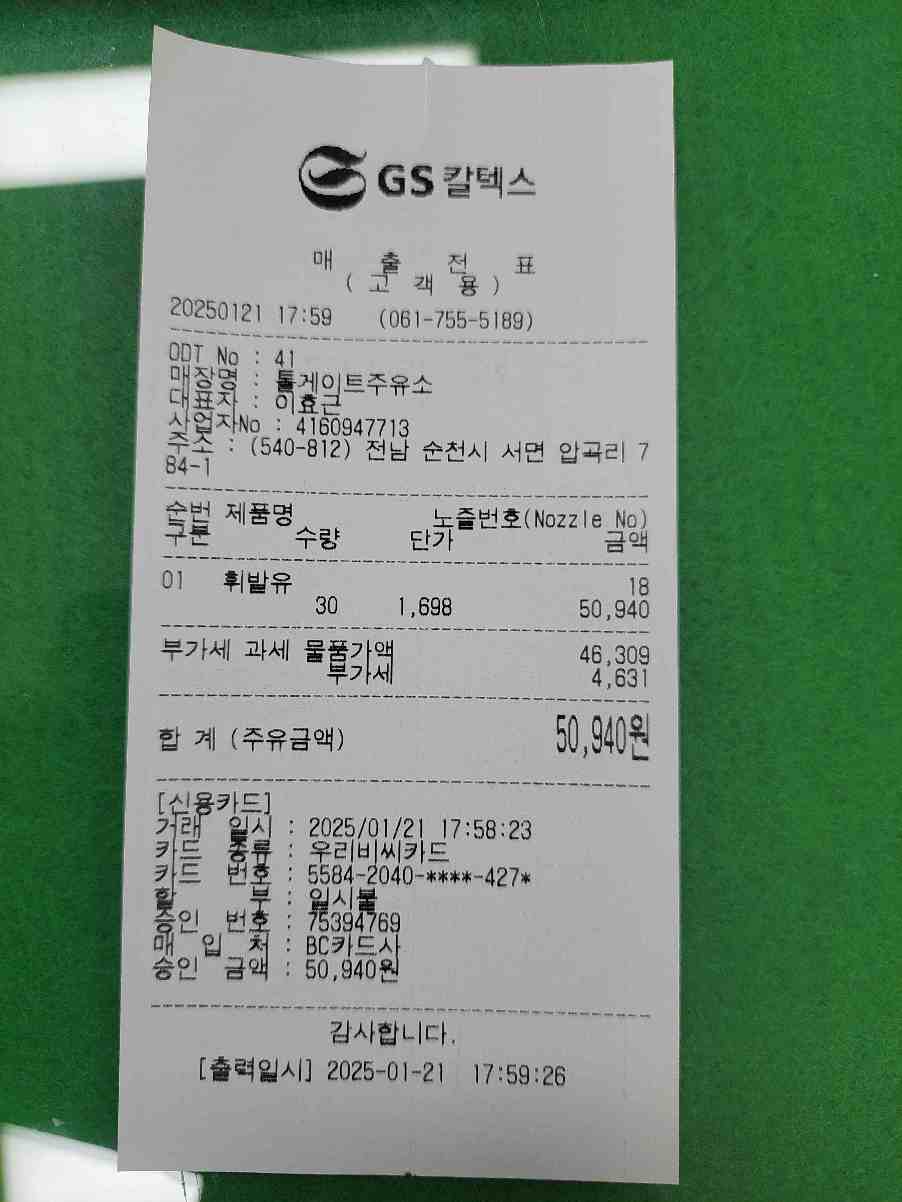 GS칼텍스
매 출 전 표
( 고 객 용 )
20250121 17:59 (061-755-5189)
ODT No : 41
매장명 : 톨게이트주유소
대표자 : 이효근
사업자No : 4160947713
주소 : (540-812) 전남 순천시 서면 압곡리 7
84-1
순번 제품명 노즐번호(Nozzle No)
구분 수량 단가 금액
01 휘발유 18
30 1,698 50,940
부가세 과세 물품가액 46,309
부가세 4,631
합 계 (주유금액) 50,940원
[신용카드]
거래 일시 : 2025/01/21 17:58:23
카드 종류 : 우리비씨카드
카드 번호 : 5584-2040-****-427*
할 부 : 일시불
승인 번호 : 75394769
매 입 처 : BC카드사
승인 금액 : 50,940원
감사합니다.
[출력일시] 2025-01-21 17:59:26